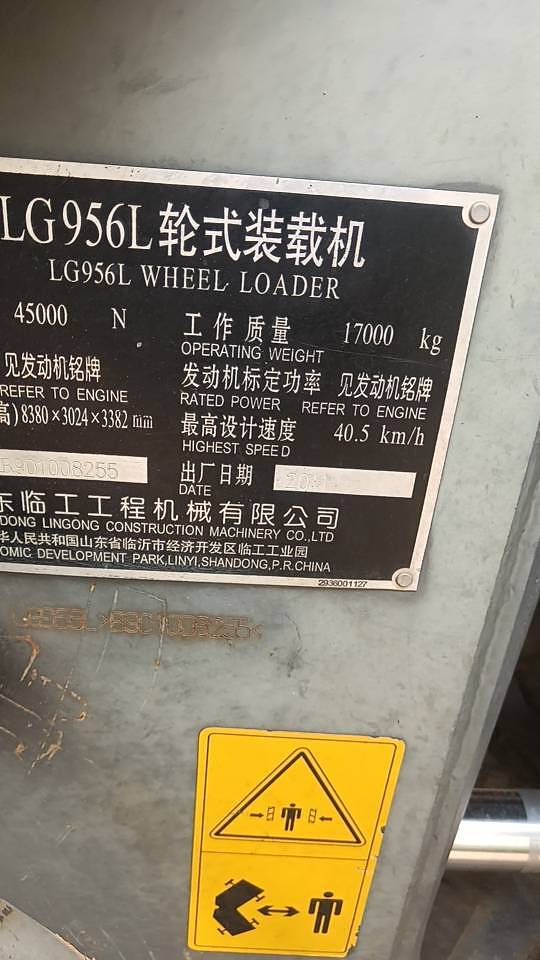 LG956L轮式装载机
LG956L WHEEL LOADER
45000 N 工作质量 17000 kg
OPERATING WEIGHT
见发动机铭牌 发动机标定功率 见发动机铭牌
REFER TO ENGINE RATED POWER REFER TO ENGINE
高)8380×3024×3382mm 最高设计速度 40.5 km/h
HIGHEST SPEED
901008255 出厂日期
DATE
东临工工程机械有限公司
DONG LINGONG CONSTRUCTION MACHINERY CO.,LTD
华人民共和国山东省临沂市经济开发区临工工业园
OMIC DEVELOPMENT PARK,LINYI,SHANDONG,P.R.CHINA
2936001127